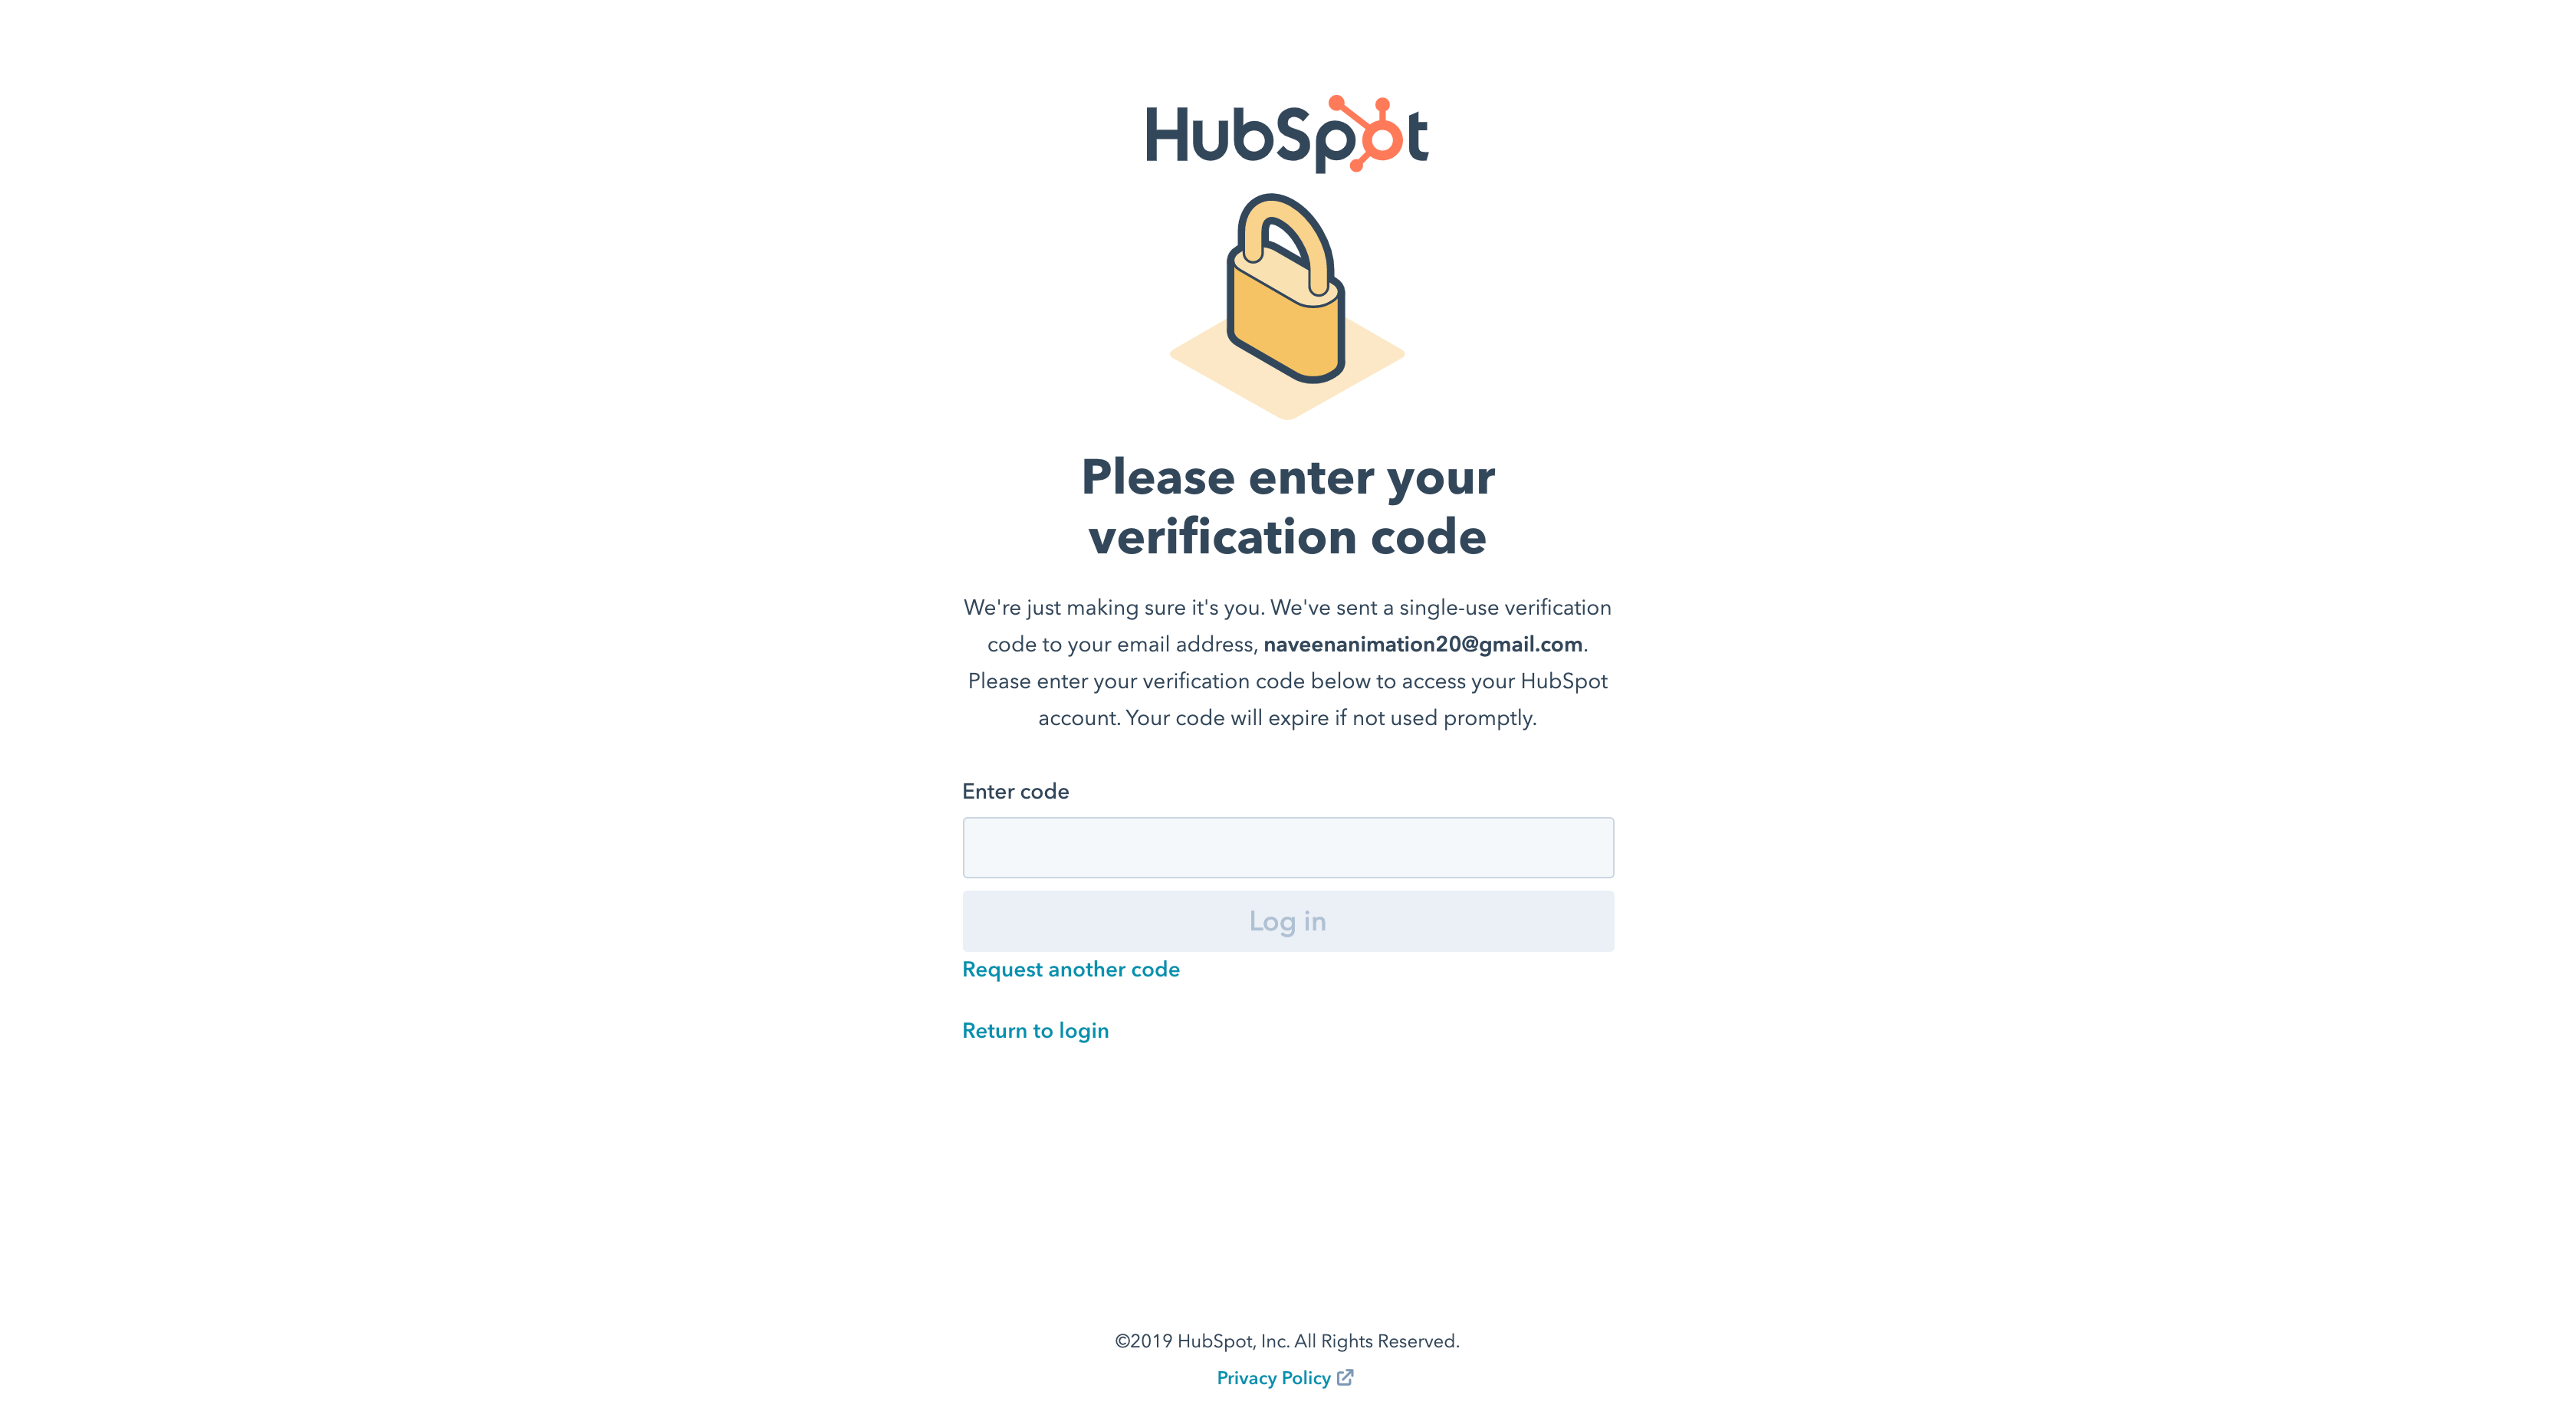 HubSpot
Please enter your
verification code
We're just making sure it's you. We've sent a single-use verification
code to your email address, naveenanimation20@gmail.com.
Please enter your verification code below to access your HubSpot
account. Your code will expire if not used promptly.
Enter code
Log in
Request another code
Return to login
©2019 HubSpot, Inc. All Rights Reserved.
Privacy Policy